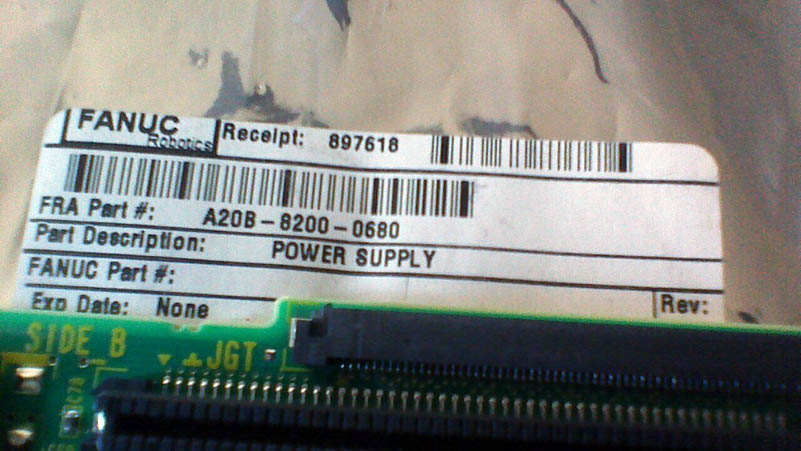 FANUC
Robotics
Receipt: 897618
FRA Part #: A20B-8200-0680
Part Description: POWER SUPPLY
FANUC Part #:
Exp Date: None
Rev:
SIDE B
JGT